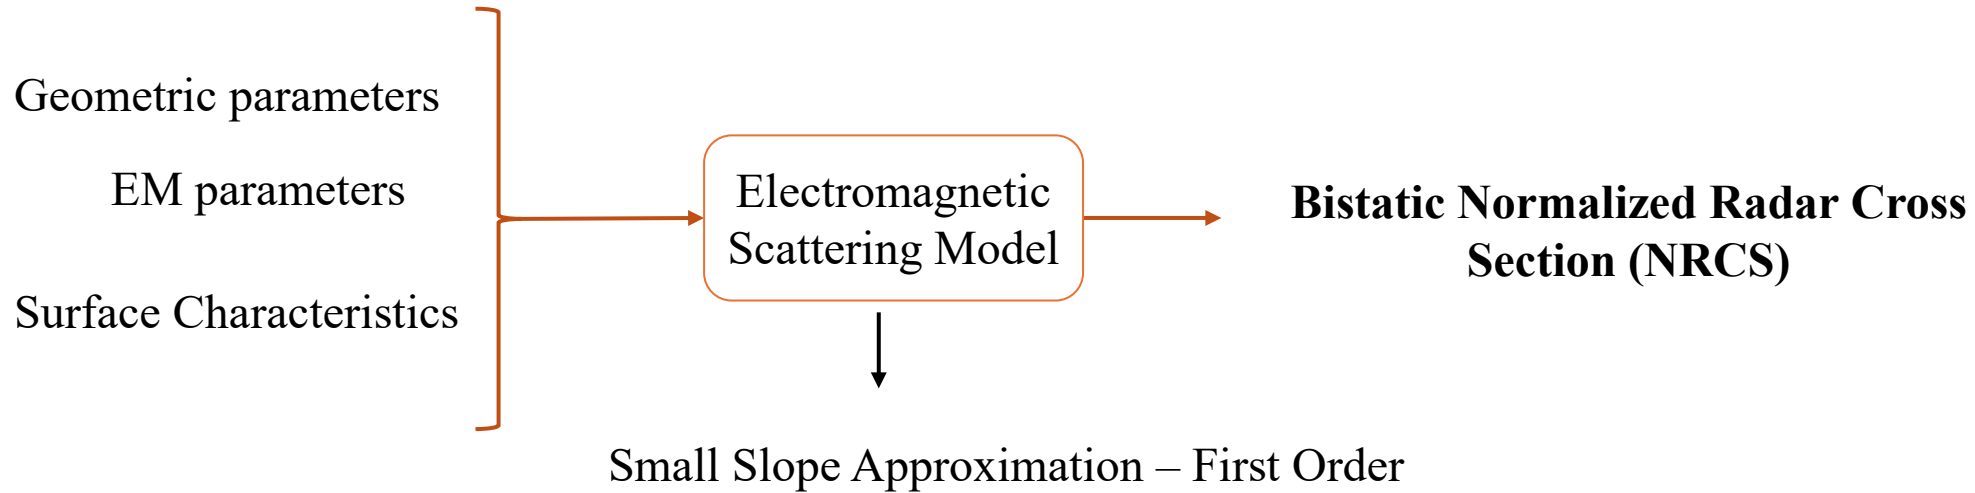 Geometric parameters
EM parameters
Surface Characteristics
Electromagnetic
Scattering Model
Bistatic Normalized Radar Cross
Section (NRCS)
Small Slope Approximation – First Order